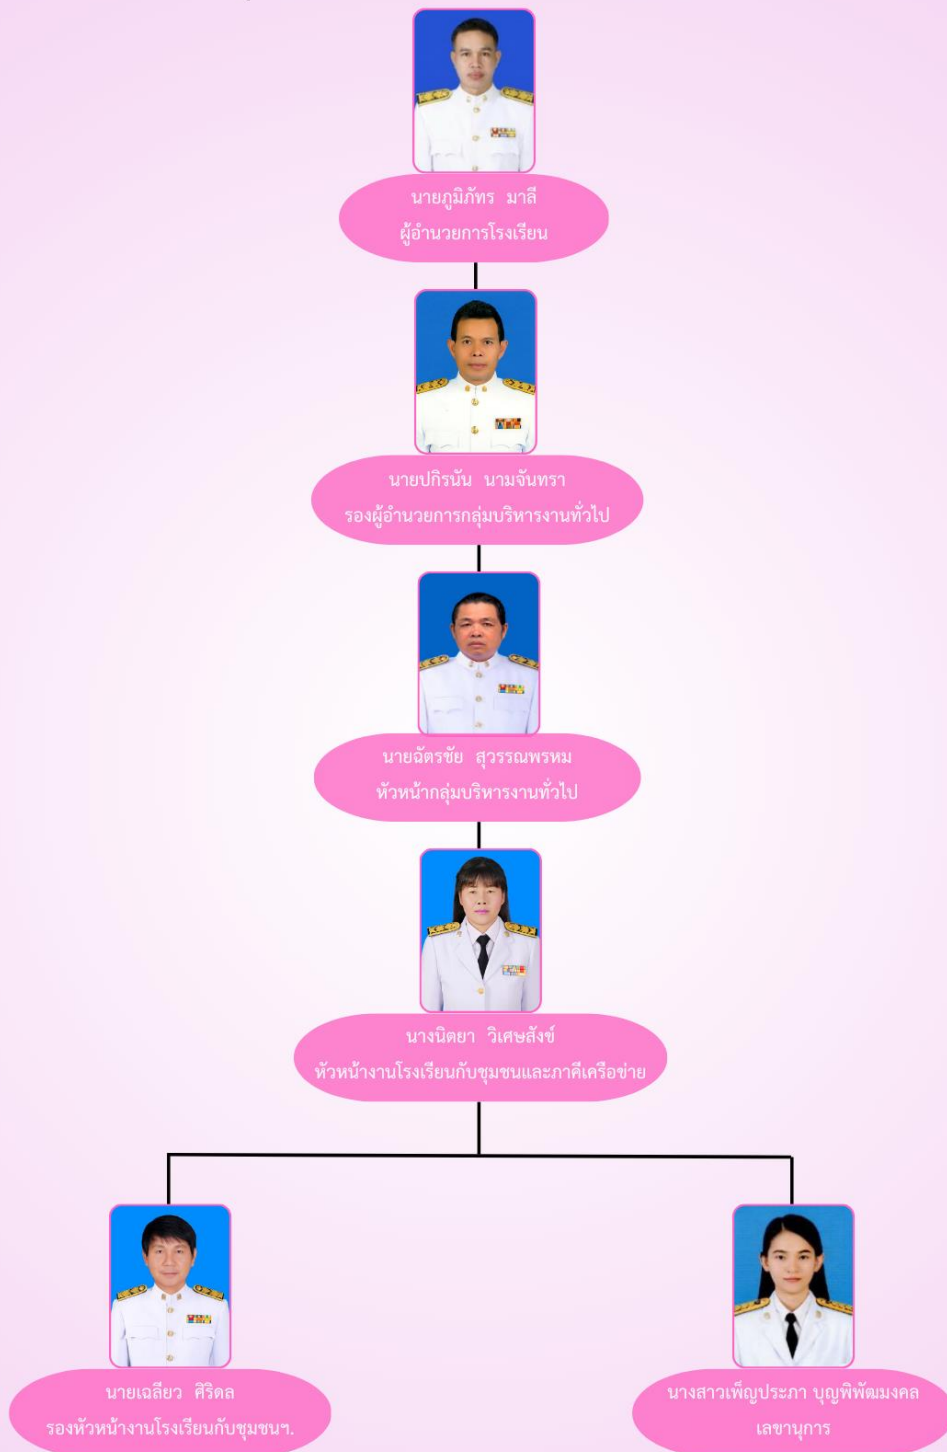 นายภูมิภัทร มาลี
ผู้อำนวยการโรงเรียน
นายปกิรนัน นามจันทรา
รองผู้อำนวยการกลุ่มบริหารงานทั่วไป
นายฉัตรชัย สุวรรณพรหม
หัวหน้ากลุ่มบริหารงานทั่วไป
นางนิตยา วิเศษสังข์
หัวหน้างานโรงเรียนกับชุมชนและภาคีเครือข่าย
นายเฉลียว ศิริดล
รองหัวหน้างานโรงเรียนกับชุมชนฯ.
นางสาวเพ็ญประภา บุญพิพัฒมงคล
เลขานุการ